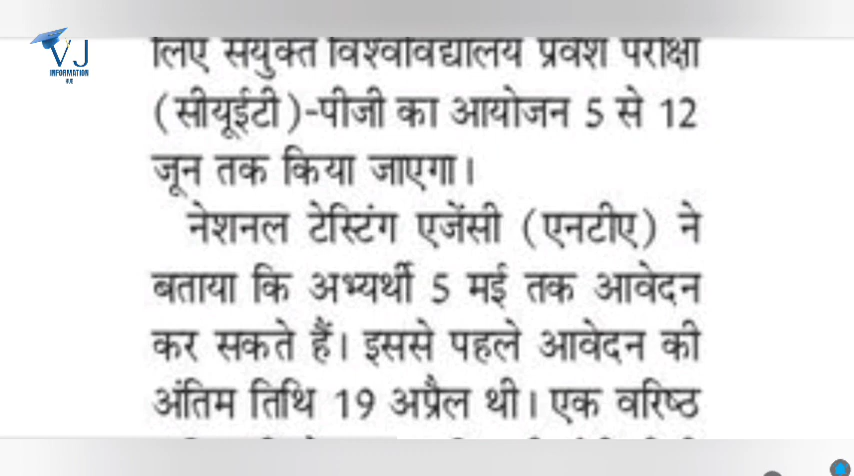 VJ
INFORMATION
HUB
लिए संयुक्त विश्वविद्यालय प्रवेश परीक्षा
(सीयूईटी)-पीजी का आयोजन 5 से 12
जून तक किया जाएगा।
नेशनल टेस्टिंग एजेंसी (एनटीए) ने
बताया कि अभ्यर्थी 5 मई तक आवेदन
कर सकते हैं। इससे पहले आवेदन की
अंतिम तिथि 19 अप्रैल थी। एक वरिष्ठ